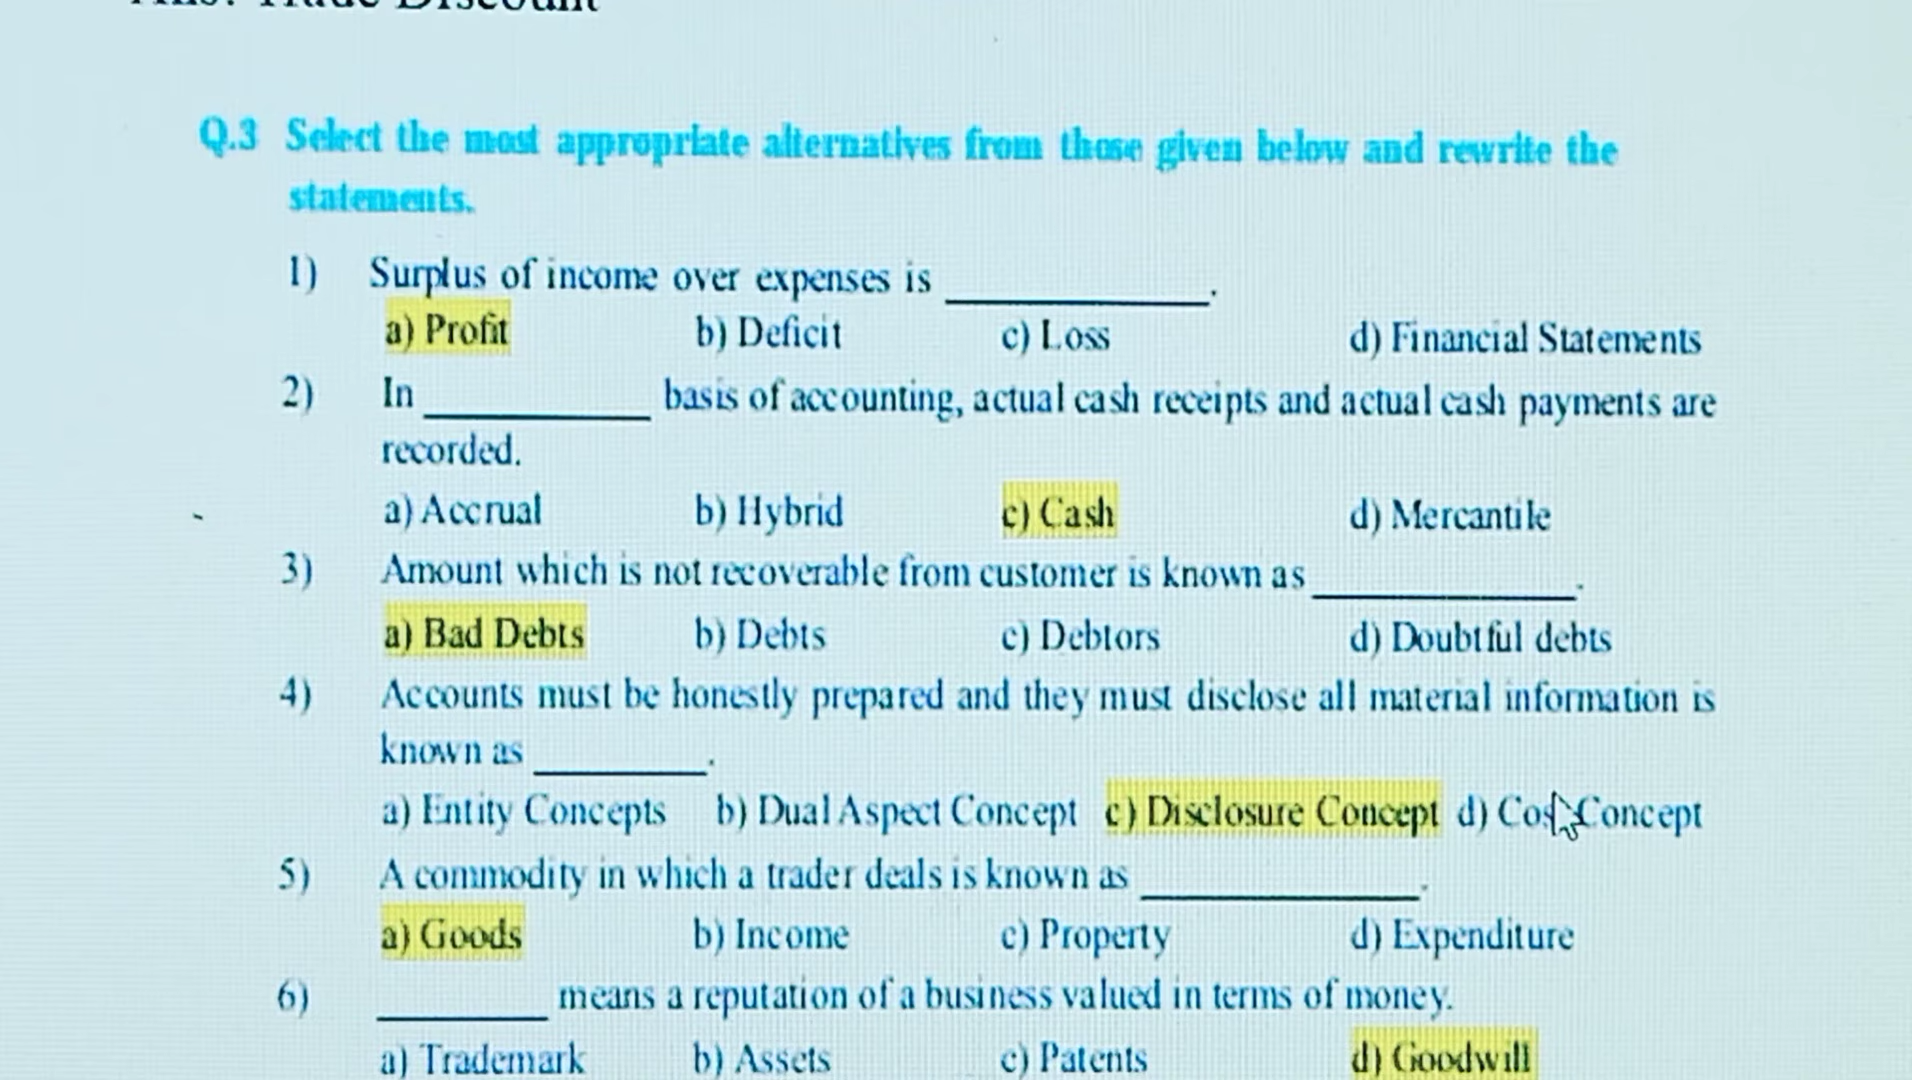 Ans: Trade Discount
Q.3 Select the most appropriate alternatives from those given below and rewrite the
statements.
1) Surplus of income over expenses is ____________.
a) Profit b) Deficit c) Loss d) Financial Statements
2) In ____________ basis of accounting, actual cash receipts and actual cash payments are
recorded.
a) Accrual b) Hybrid c) Cash d) Mercantile
3) Amount which is not recoverable from customer is known as ____________.
a) Bad Debts b) Debts c) Debtors d) Doubtful debts
4) Accounts must be honestly prepared and they must disclose all material information is
known as ________.
a) Entity Concepts b) Dual Aspect Concept c) Disclosure Concept d) Cost Concept
5) A commodity in which a trader deals is known as ____________.
a) Goods b) Income c) Property d) Expenditure
6) ________ means a reputation of a business valued in terms of money.
a) Trademark b) Assets c) Patents d) Goodwill